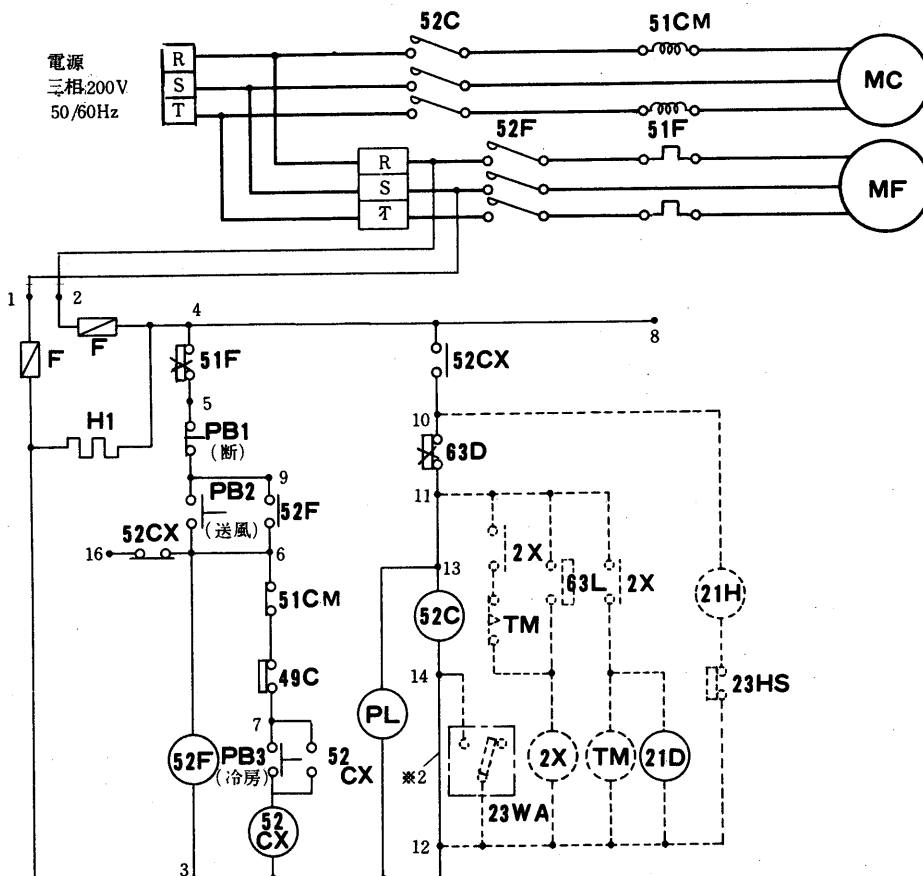 52C
51CM
電源
三相200V
50/60Hz
R
S
T
MC
52F
51F
R
S
T
MF
1
2
4
8
F
F
51F
52CX
5
10
H1
PB1
(断)
63D
9
11
PB2
(送風)
52F
52CX
2X
16
6
13
63L
2X
51CM
52C
TM
21H
49C
14
23HS
7
PL
52F
PB3
(冷房)
52
CX
※2
2X
TM
21D
23WA
52
CX
12
3